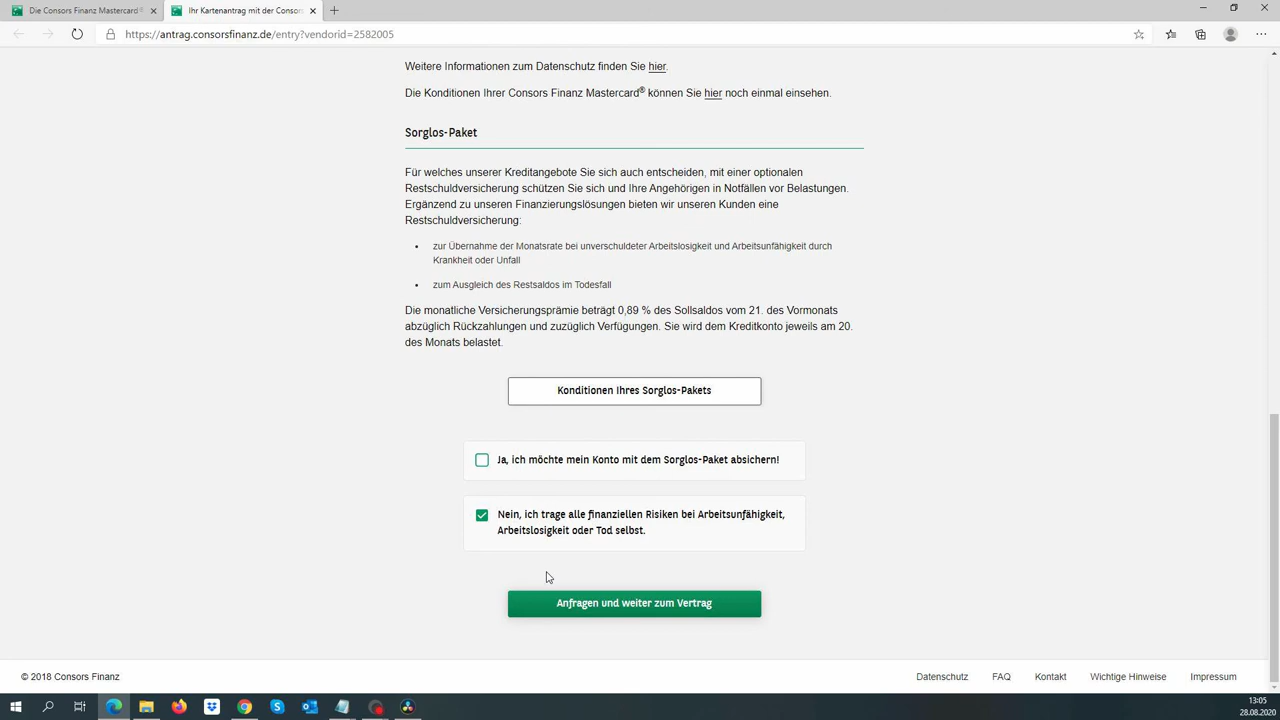 Die Consors Finanz Mastercard®
Ihr Kartenantrag mit der Consors
https://antrag.consorsfinanz.de/entry?vendorid=2582005
Weitere Informationen zum Datenschutz finden Sie hier.
Die Konditionen Ihrer Consors Finanz Mastercard® können Sie hier noch einmal einsehen.
Sorglos-Paket
Für welches unserer Kreditangebote Sie sich auch entscheiden, mit einer optionalen
Restschuldversicherung schützen Sie sich und Ihre Angehörigen in Notfällen vor Belastungen.
Ergänzend zu unseren Finanzierungslösungen bieten wir unseren Kunden eine
Restschuldversicherung:
• zur Übernahme der Monatsrate bei unverschuldeter Arbeitslosigkeit und Arbeitsunfähigkeit durch
Krankheit oder Unfall
• zum Ausgleich des Restsaldos im Todesfall
Die monatliche Versicherungsprämie beträgt 0,89 % des Sollsaldos vom 21. des Vormonats
abzüglich Rückzahlungen und zuzüglich Verfügungen. Sie wird dem Kreditkonto jeweils am 20.
des Monats belastet.
Konditionen Ihres Sorglos-Pakets
Ja, ich möchte mein Konto mit dem Sorglos-Paket absichern!
Nein, ich trage alle finanziellen Risiken bei Arbeitsunfähigkeit,
Arbeitslosigkeit oder Tod selbst.
Anfragen und weiter zum Vertrag
© 2018 Consors Finanz
Datenschutz FAQ Kontakt Wichtige Hinweise Impressum
13:05
28.08.2020